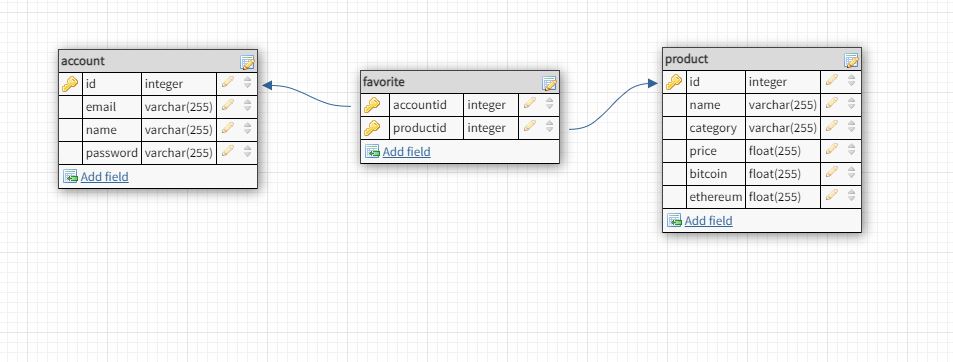 account
id integer
email varchar(255)
name varchar(255)
password varchar(255)
Add field
favorite
accountid integer
productid integer
Add field
product
id integer
name varchar(255)
category varchar(255)
price float(255)
bitcoin float(255)
ethereum float(255)
Add field